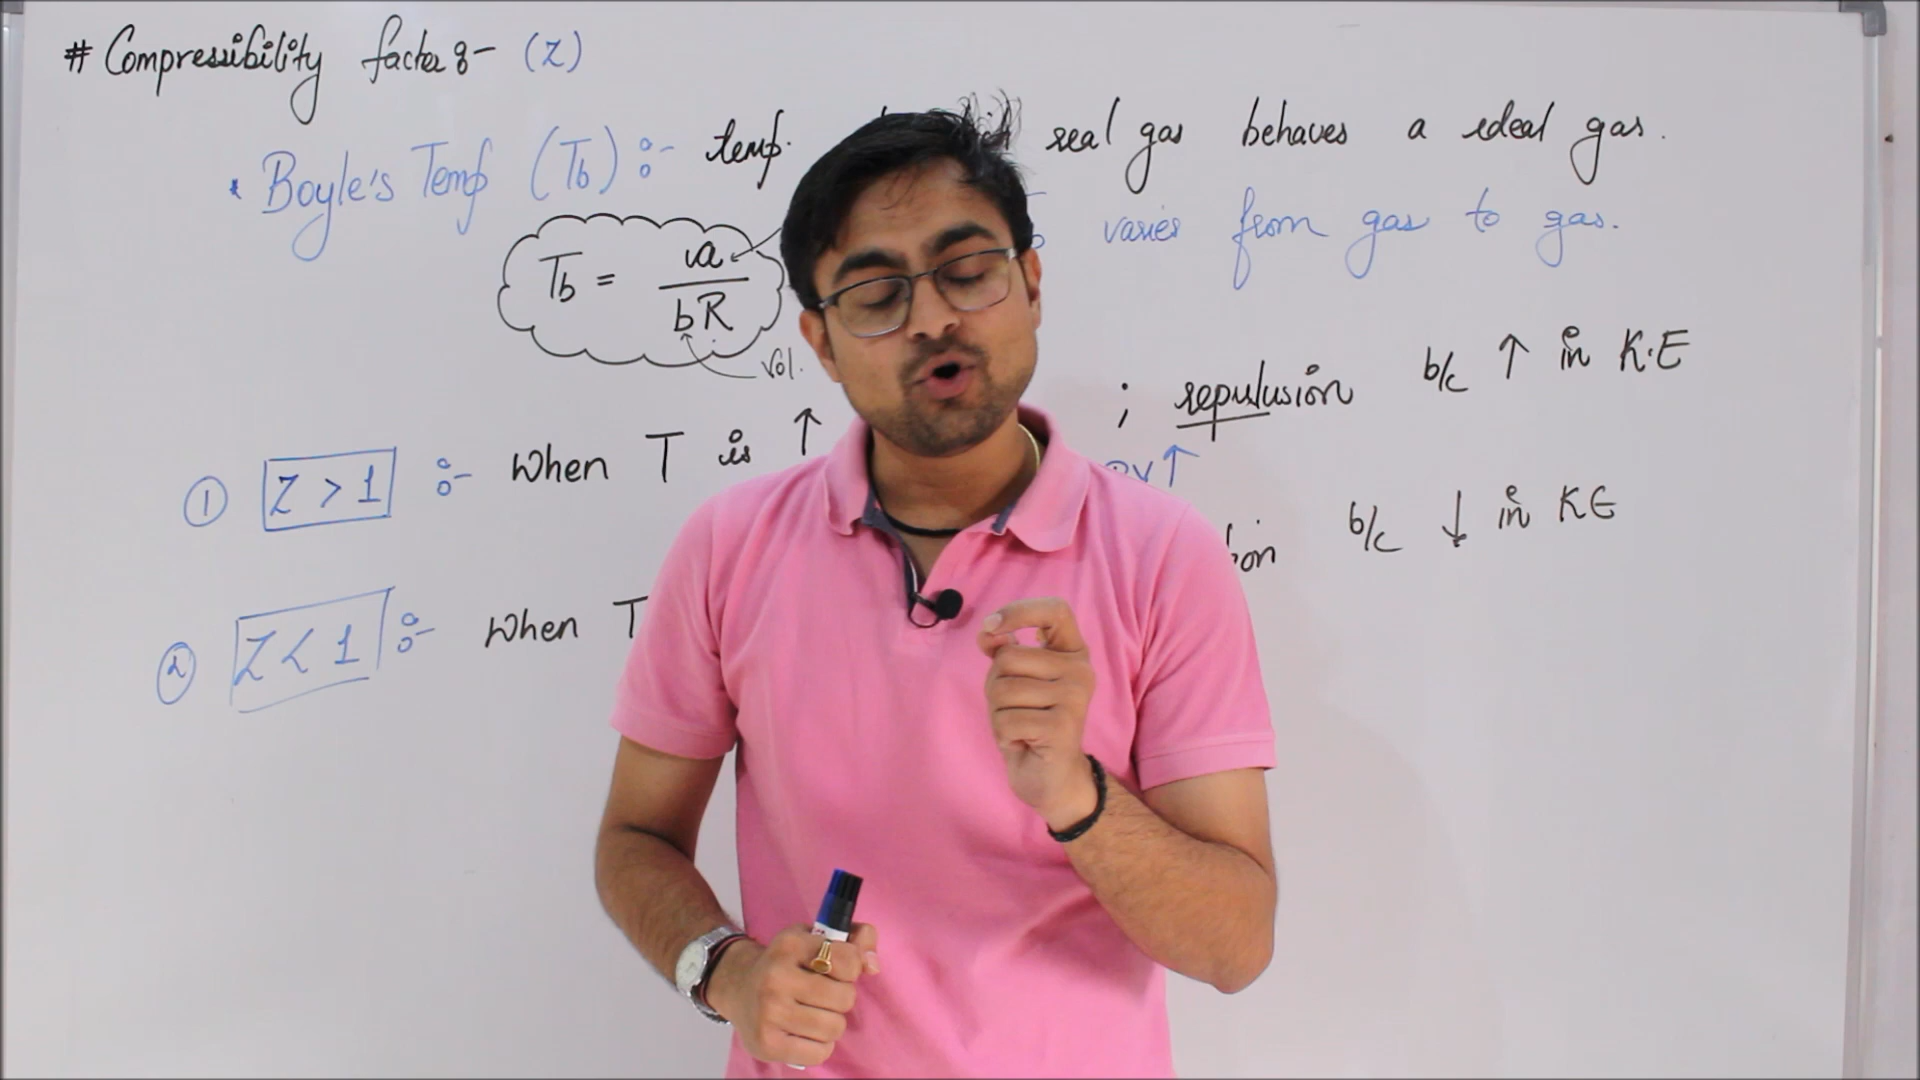 # Compressibility factor :- (Z)
• Boyle's Temp (Tb) :- temp. real gas behaves a ideal gas.
varies from gas to gas.
Tb = a / bR
Vol.
; repulusion b/c ↑ in K.E
① Z > 1 :- When T is ↑
↑
b/c ↓ in KE
② Z < 1 :- When T